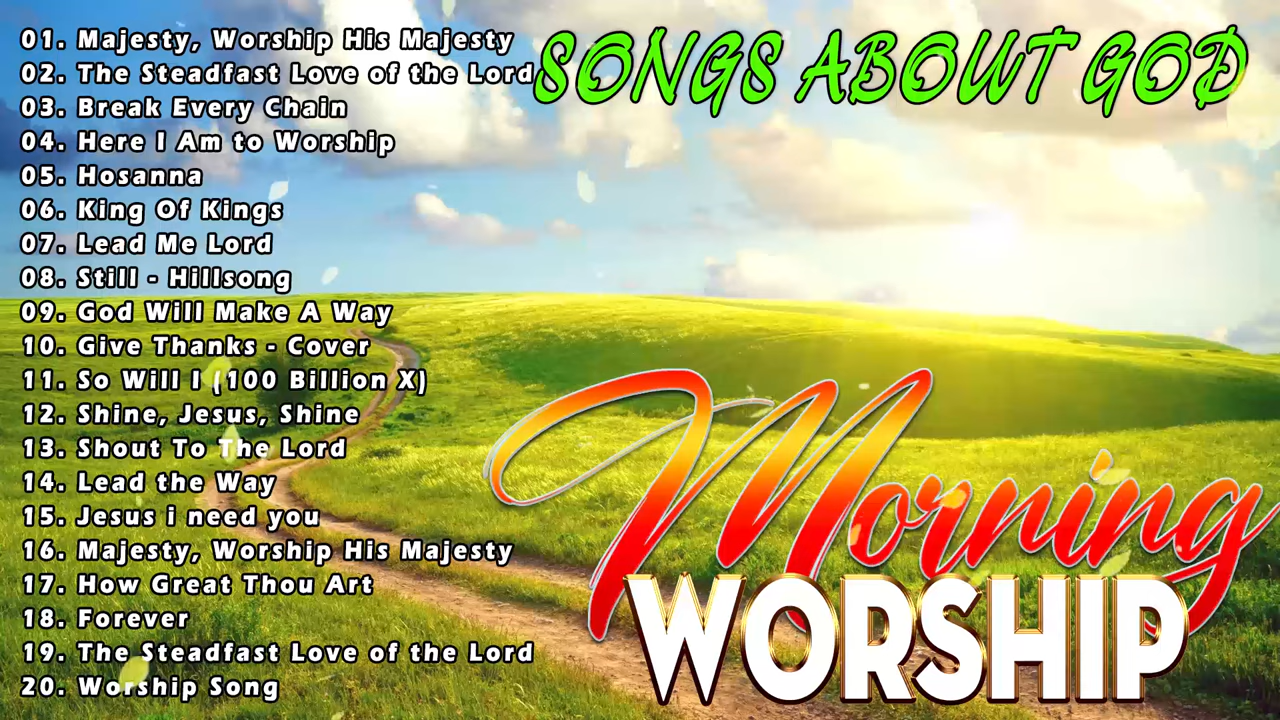 01. Majesty, Worship His Majesty
02. The Steadfast Love of the Lord
03. Break Every Chain
04. Here I Am to Worship
05. Hosanna
06. King Of Kings
07. Lead Me Lord
08. Still - Hillsong
09. God Will Make A Way
10. Give Thanks - Cover
11. So Will I (100 Billion X)
12. Shine, Jesus, Shine
13. Shout To The Lord
14. Lead the Way
15. Jesus i need you
16. Majesty, Worship His Majesty
17. How Great Thou Art
18. Forever
19. The Steadfast Love of the Lord
20. Worship Song
SONGS ABOUT GOD
Morning
WORSHIP